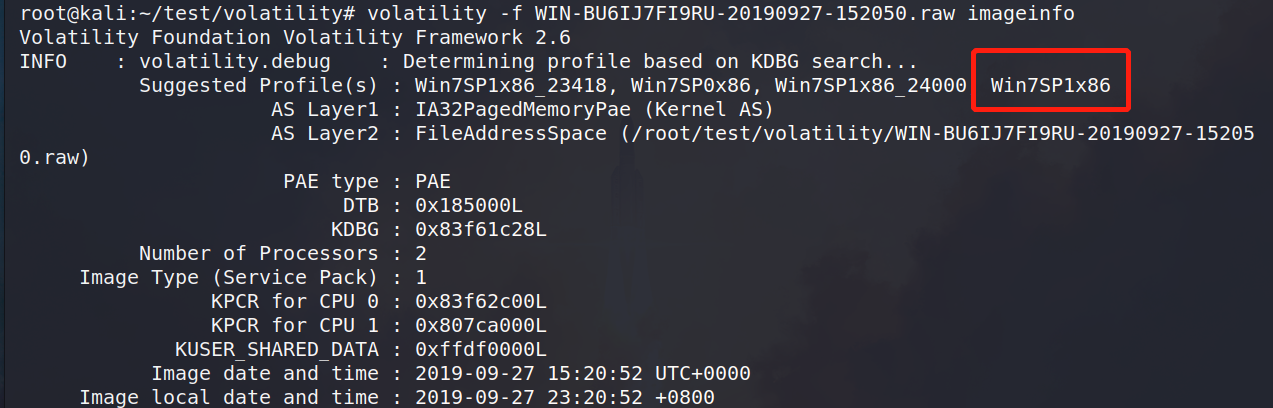 root@kali:~/test/volatility# volatility -f WIN-BU6IJ7FI9RU-20190927-152050.raw imageinfo
Volatility Foundation Volatility Framework 2.6
INFO    : volatility.debug    : Determining profile based on KDBG search...
          Suggested Profile(s) : Win7SP1x86_23418, Win7SP0x86, Win7SP1x86_24000 Win7SP1x86
                     AS Layer1 : IA32PagedMemoryPae (Kernel AS)
                     AS Layer2 : FileAddressSpace (/root/test/volatility/WIN-BU6IJ7FI9RU-20190927-15205
0.raw)
                      PAE type : PAE
                           DTB : 0x185000L
                          KDBG : 0x83f61c28L
          Number of Processors : 2
     Image Type (Service Pack) : 1
                KPCR for CPU 0 : 0x83f62c00L
                KPCR for CPU 1 : 0x807ca000L
             KUSER_SHARED_DATA : 0xffdf0000L
           Image date and time : 2019-09-27 15:20:52 UTC+0000
     Image local date and time : 2019-09-27 23:20:52 +0800